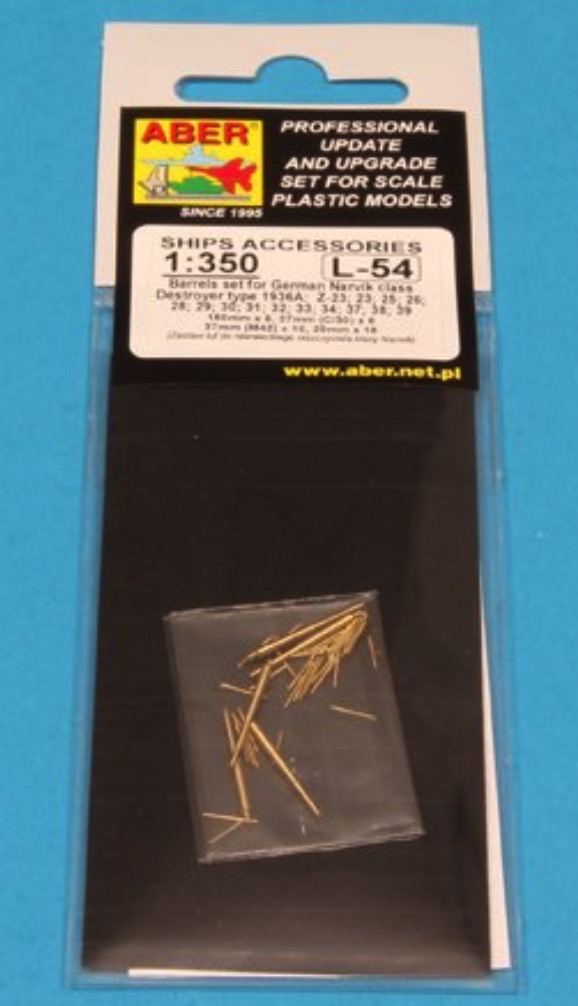 ABER®
SINCE 1995
PROFESSIONAL
UPDATE
AND UPGRADE
SET FOR SCALE
PLASTIC MODELS
SHIPS ACCESSORIES
1:350
L-54
Barrels set for German Narvik class
Destroyer type 1936A; Z-23; 23; 25; 26;
28; 29; 30; 31; 32; 33; 34; 37; 38; 39
x 10, 20mm x
www.aber.net.pl